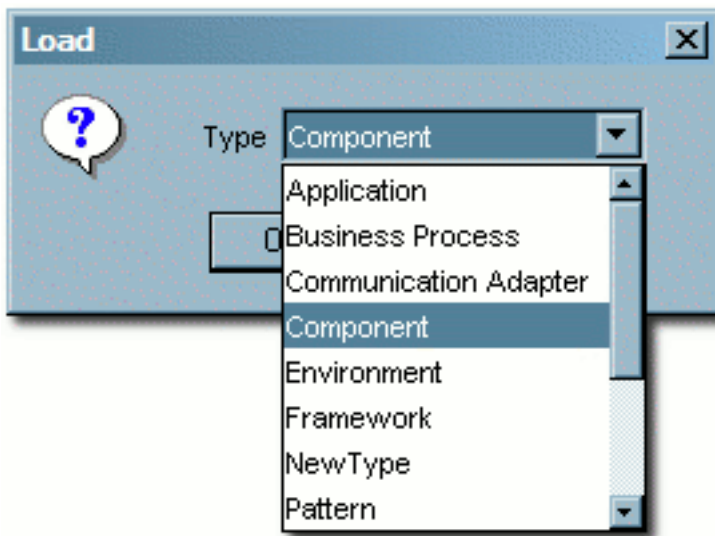 Load
?
Type Component
Application
Business Process
Communication Adapter
Component
Environment
Framework
NewType
Pattern